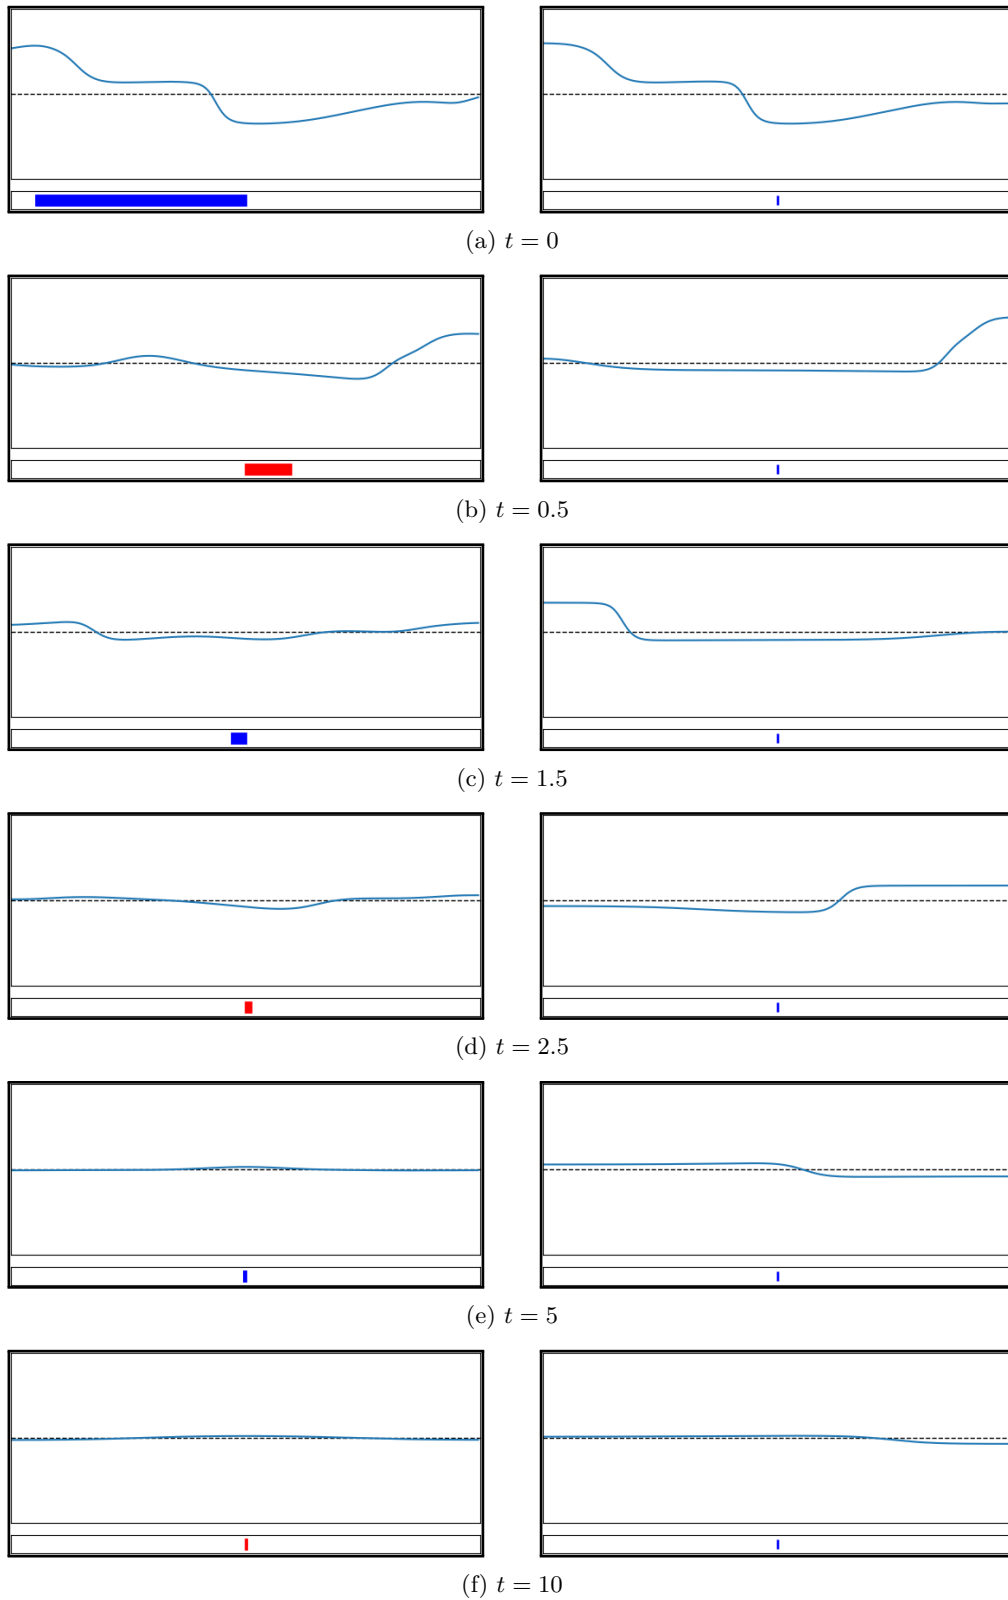 (a) t = 0
(b) t = 0.5
(c) t = 1.5
(d) t = 2.5
(e) t = 5
(f) t = 10